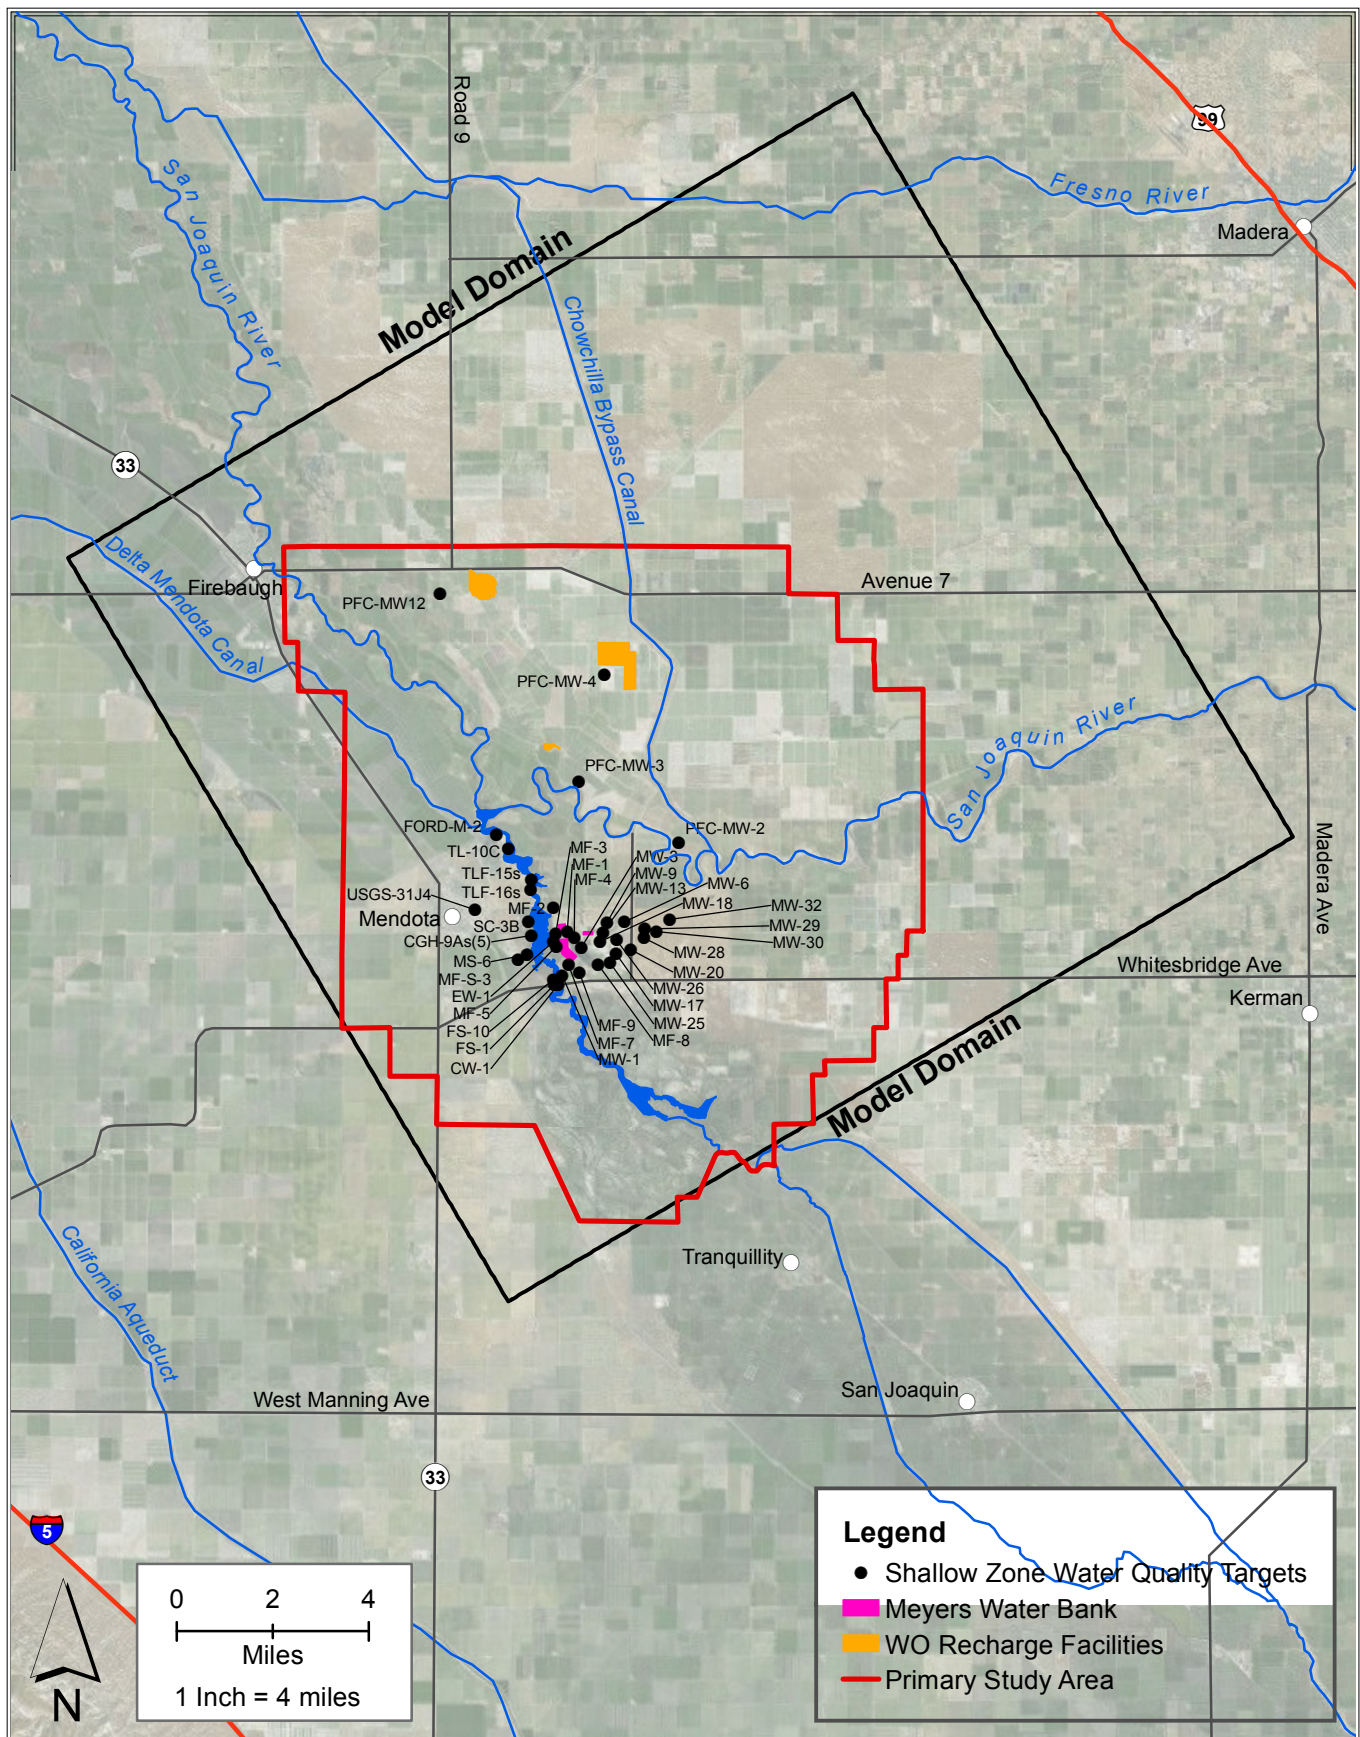 Road 9
99
San Joaquin River
Fresno River
Madera
Model Domain
Chowchilla Bypass Canal
33
Delta Mendota Canal
Firebaugh
Avenue 7
PFC-MW12
PFC-MW-4
San Joaquin River
PFC-MW-3
FORD-M-2
PFC-MW-2
TL-10C
MF-3
MF-1
MF-4
MW-3
MW-9
MW-13
MW-6
MW-18
TLF-15s
TLF-16s
USGS-31J4
MF-2
MW-32
Mendota
SC-3B
MW-29
CGH-9As(5)
MW-30
MW-28
MS-6
MW-20
MF-S-3
MW-26
EW-1
MW-17
MF-5
MW-25
FS-10
MF-9
MF-8
FS-1
MF-7
CW-1
MW-1
Madera Ave
Whitesbridge Ave
Kerman
Model Domain
California Aqueduct
Tranquillity
West Manning Ave
San Joaquin
33
5
N
0 2 4
Miles
1 Inch = 4 miles
Legend
Shallow Zone Water Quality Targets
Meyers Water Bank
WO Recharge Facilities
Primary Study Area